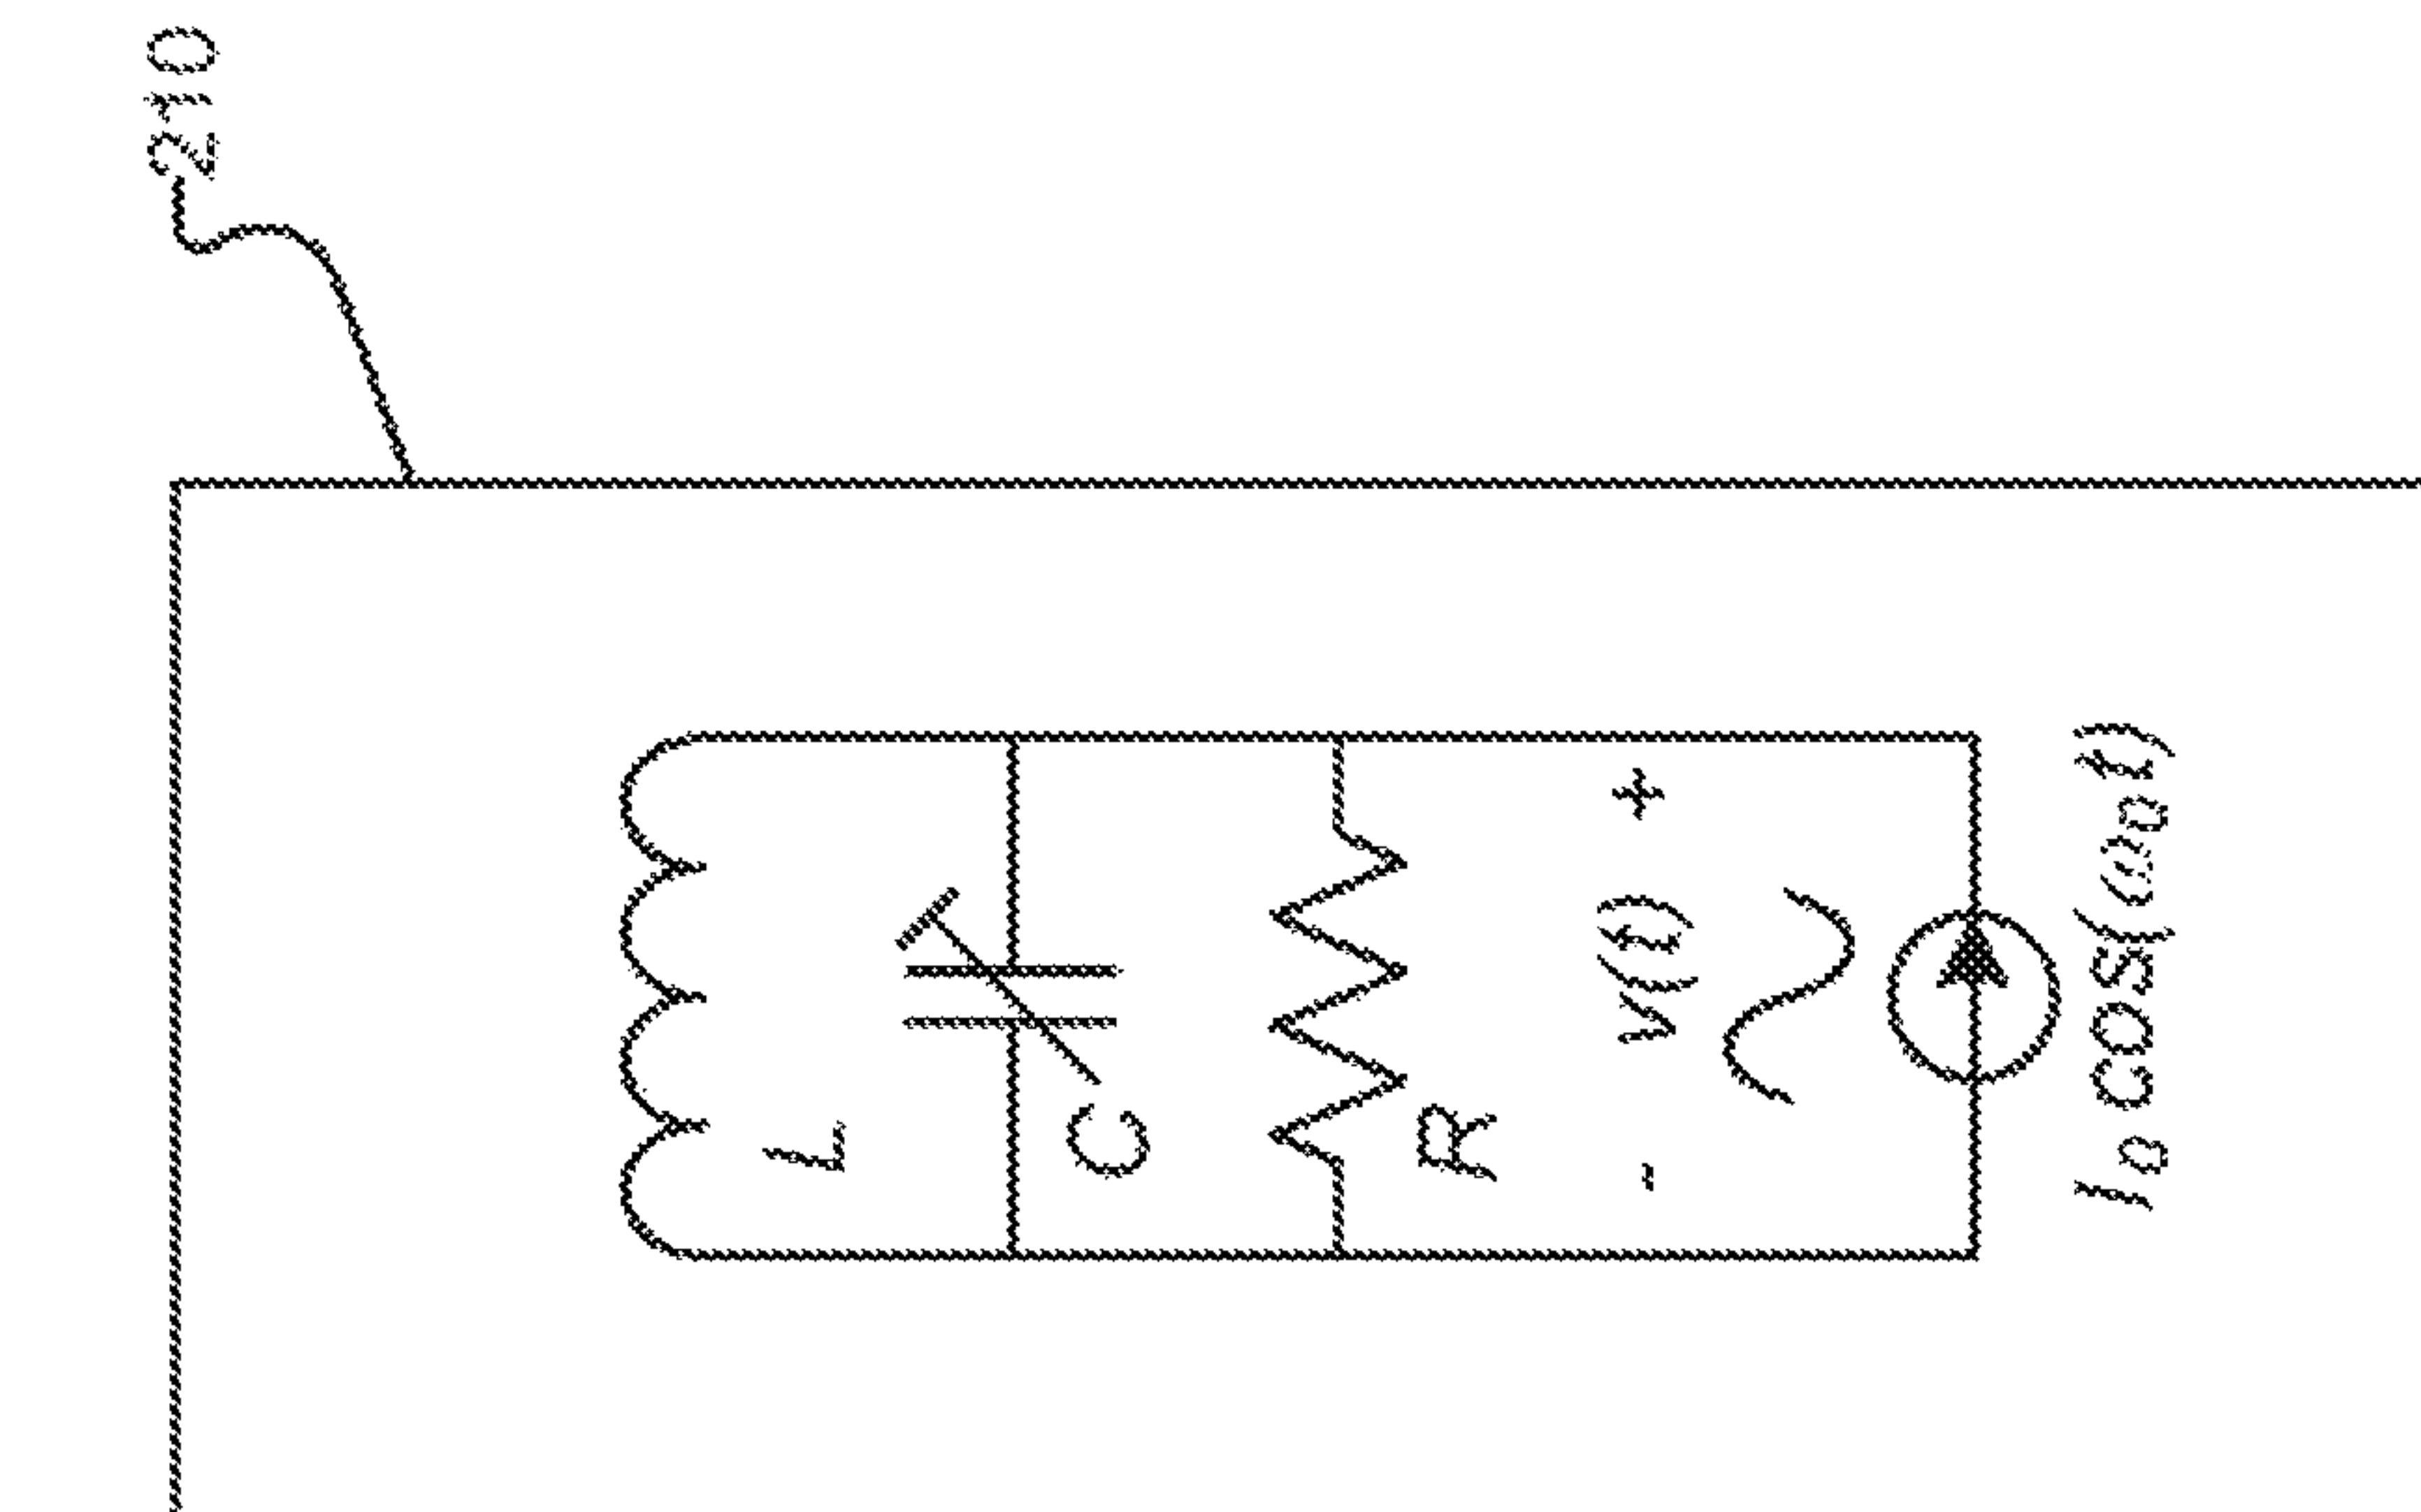 210
L
C
R
+
v(t)
-
I₀ cos(ω₀t)